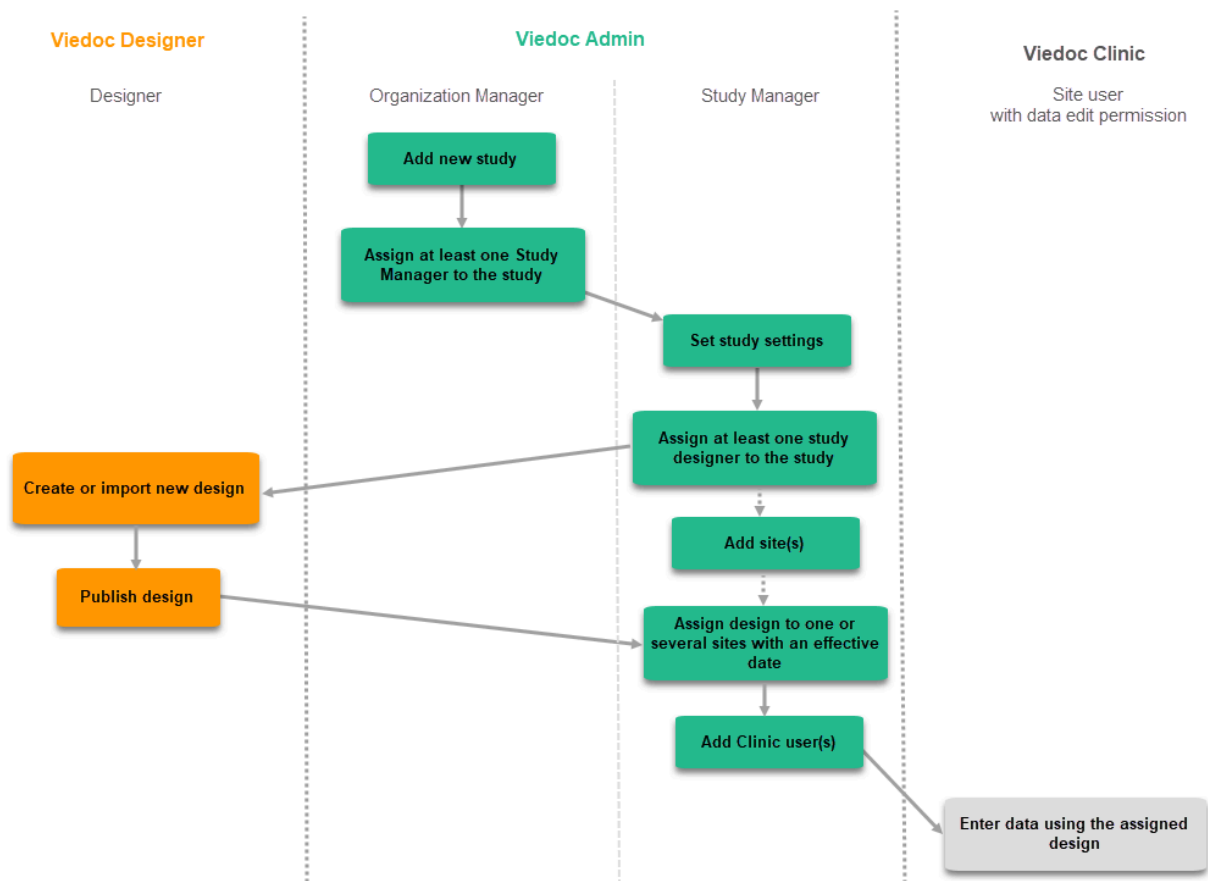 Viedoc Designer
Viedoc Admin
Viedoc Clinic
Designer
Organization Manager
Study Manager
Site user
with data edit permission
Add new study
Assign at least one Study
Manager to the study
Set study settings
Assign at least one study
designer to the study
Create or import new design
Add site(s)
Publish design
Assign design to one or
several sites with an effective
date
Add Clinic user(s)
Enter data using the assigned
design